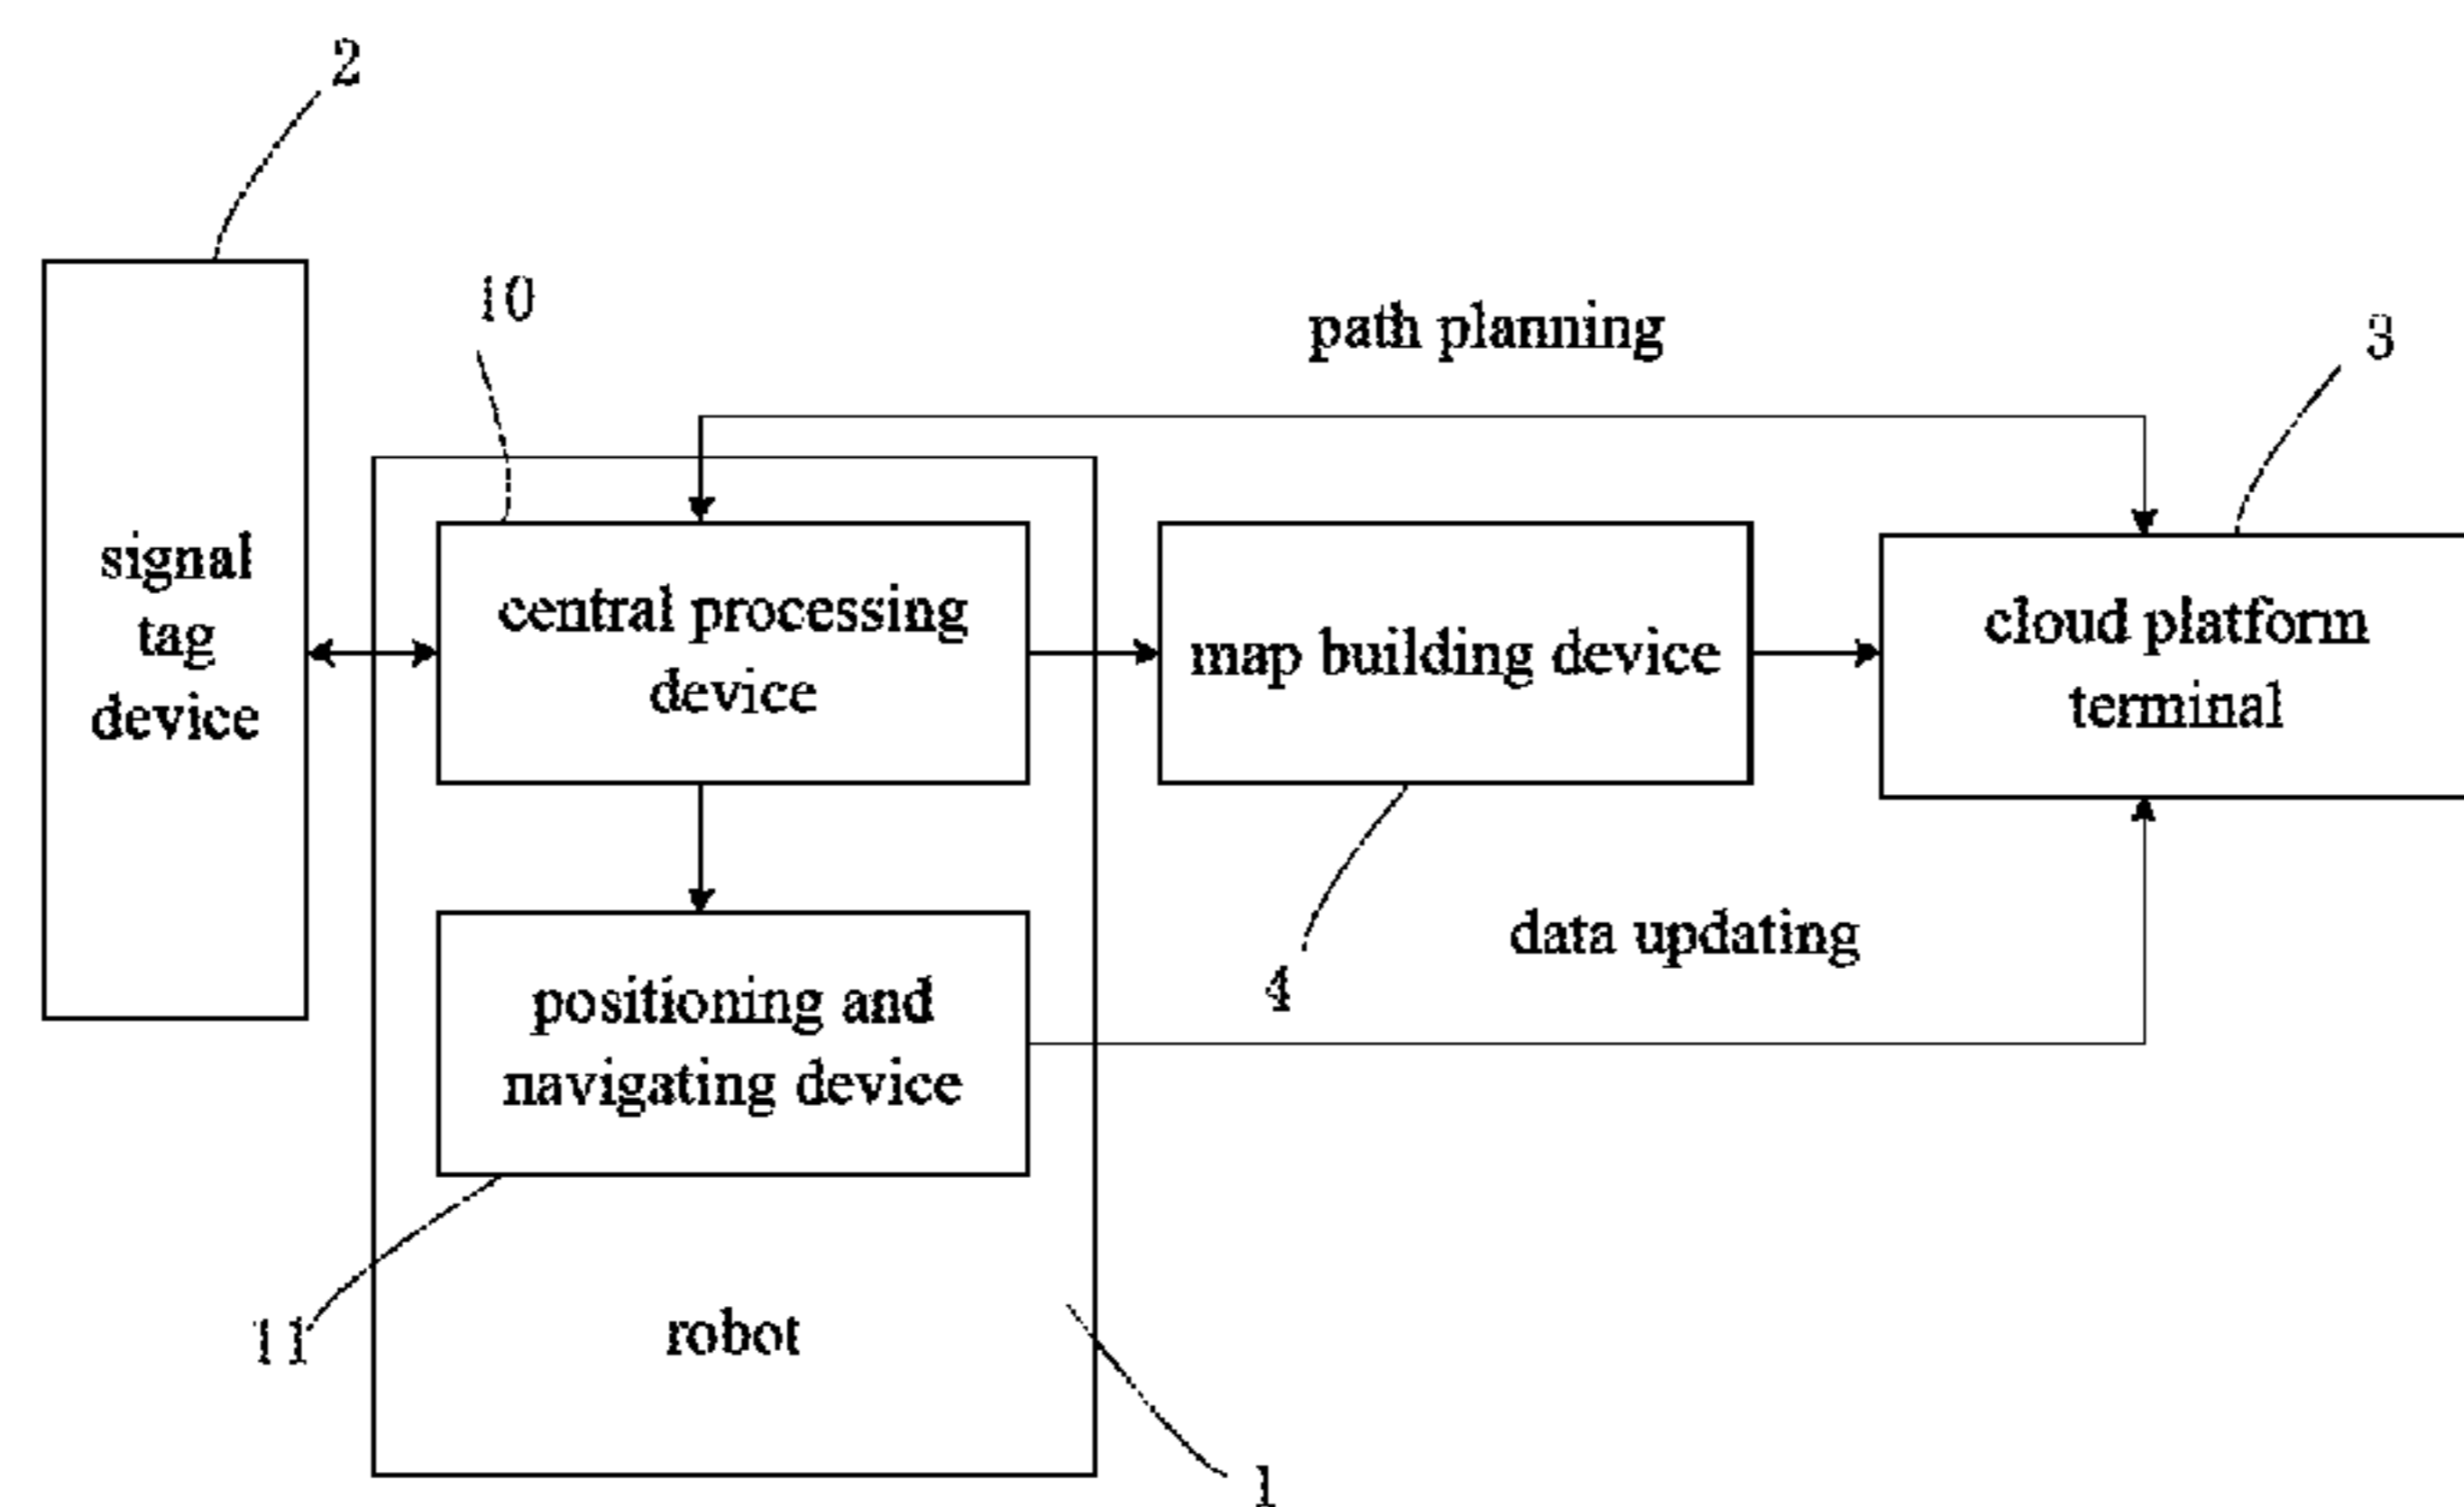 2
10
path planning
3
signal
tag
device
central processing
device
map building device
cloud platform
terminal
positioning and
navigating device
data updating
4
11
robot
1